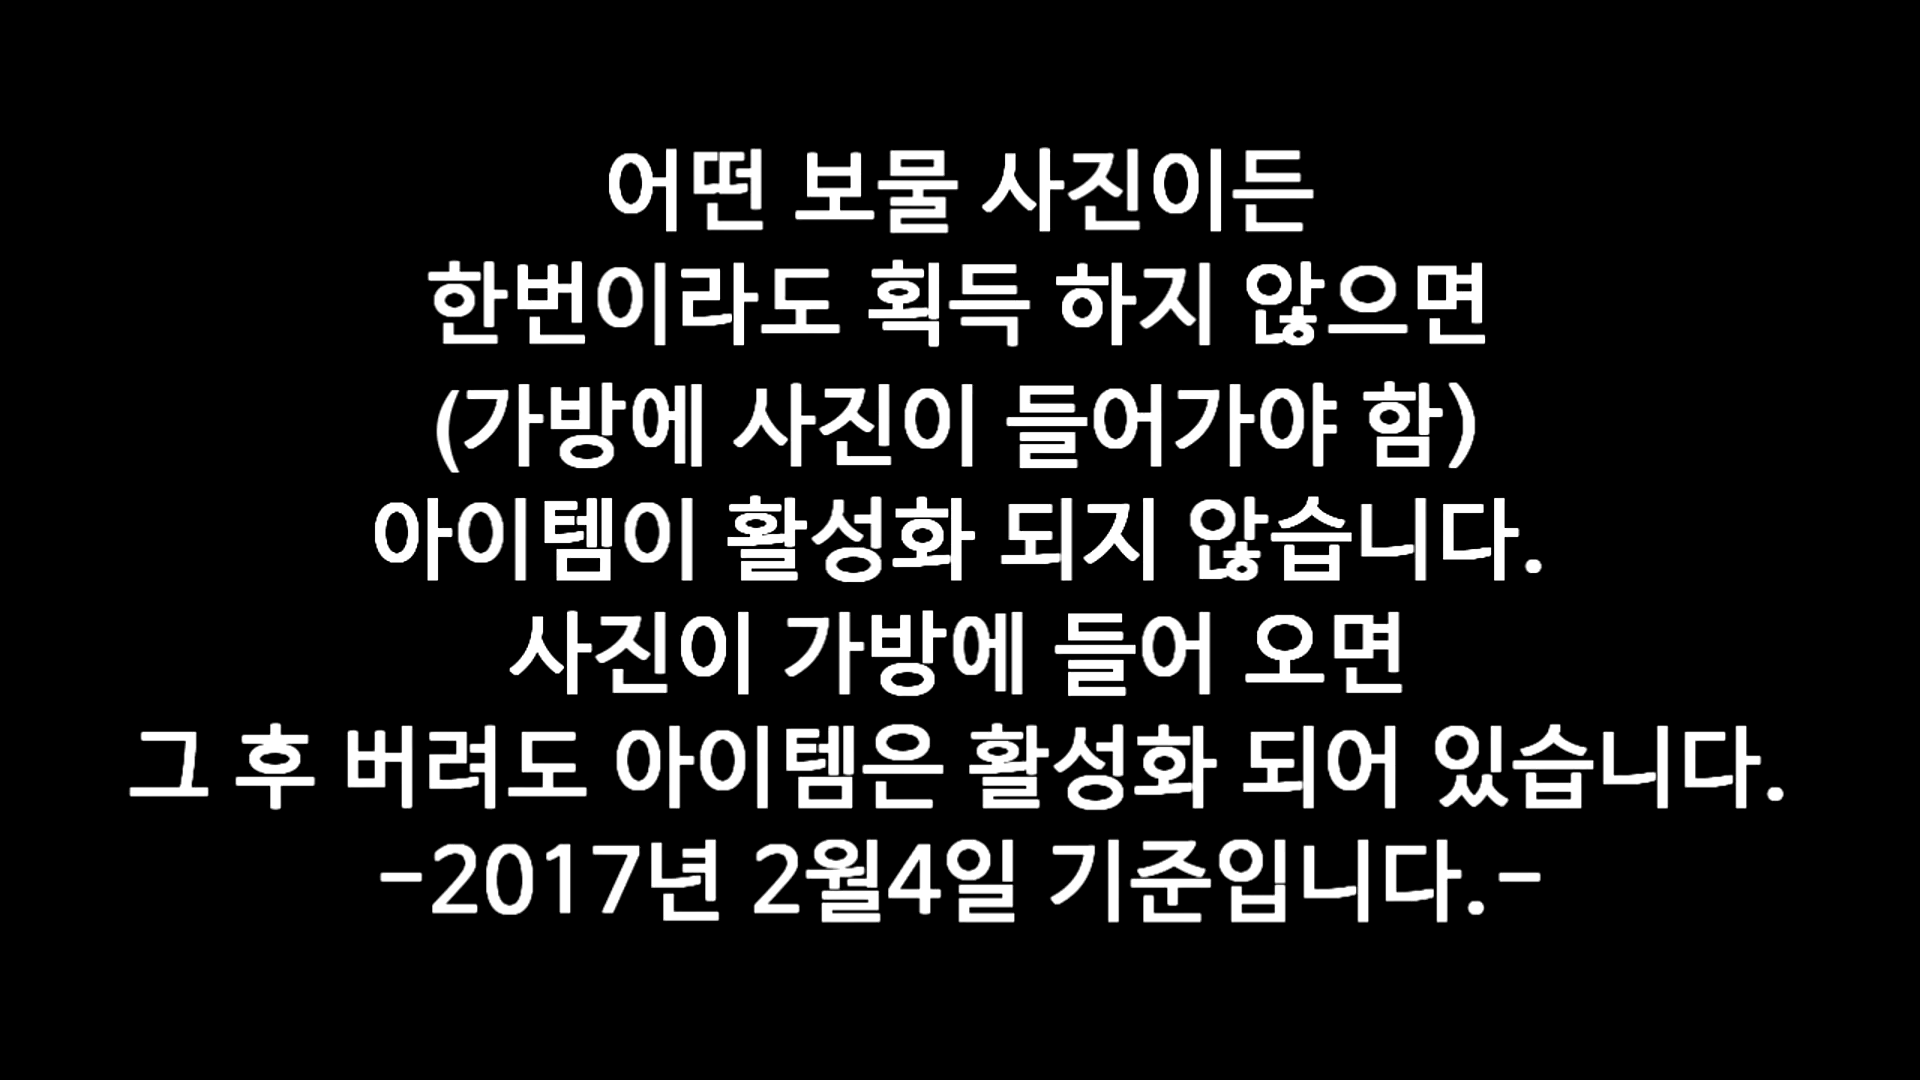 어떤 보물 사진이든
한번이라도 획득 하지 않으면
(가방에 사진이 들어가야 함)
아이템이 활성화 되지 않습니다.
사진이 가방에 들어 오면
그 후 버려도 아이템은 활성화 되어 있습니다.
-2017년 2월4일 기준입니다.-